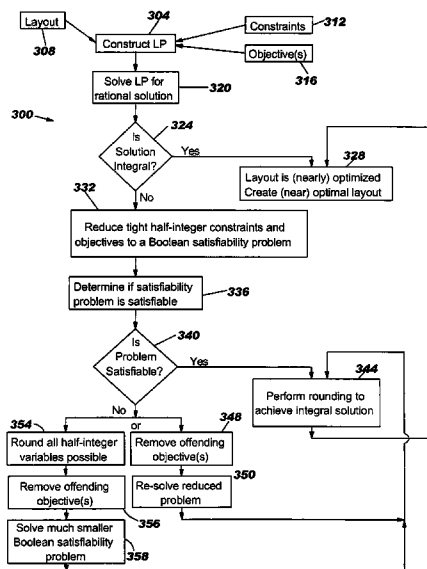 304
Layout
308
Constraints
312
Construct LP
Objective(s)
316
Solve LP for
rational solution
320
300
324
Is
Solution
Integral?
Yes
328
Layout is (nearly) optimized
Create (near) optimal layout
332
No
Reduce tight half-integer constraints and
objectives to a Boolean satisfiability problem
Determine if satisfiability
problem is satisfiable
336
340
Is
Problem
Satisfiable?
Yes
344
Perform rounding to
achieve integral solution
No
or
354
348
Round all half-integer
variables possible
Remove offending
objective(s)
350
Remove offending
objective(s)
Re-solve reduced
problem
356
Solve much smaller
Boolean satisfiability
problem
358